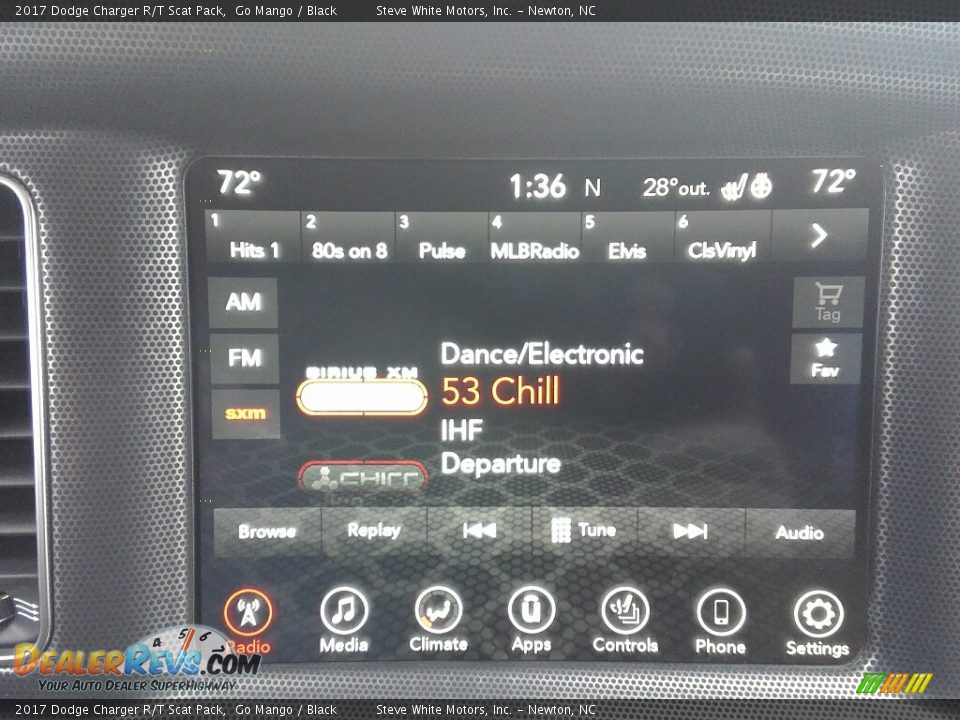 2017 Dodge Charger R/T Scat Pack,  Go Mango / Black    Steve White Motors, Inc. – Newton, NC
72°  1:36  N  28°out.  72°
1 Hits 1  2 80s on 8  3 Pulse  4 MLBRadio  5 Elvis  6 ClsVinyl
AM
Tag
FM
Fav
sxm
SIRIUS XM
Dance/Electronic
53 Chill
IHF
Departure
CHILL
Browse  Replay  Tune  Audio
Radio  Media  Climate  Apps  Controls  Phone  Settings
4 5 6
DealerRevs.com
Your Auto Dealer SuperHighway
2017 Dodge Charger R/T Scat Pack,  Go Mango / Black    Steve White Motors, Inc. – Newton, NC